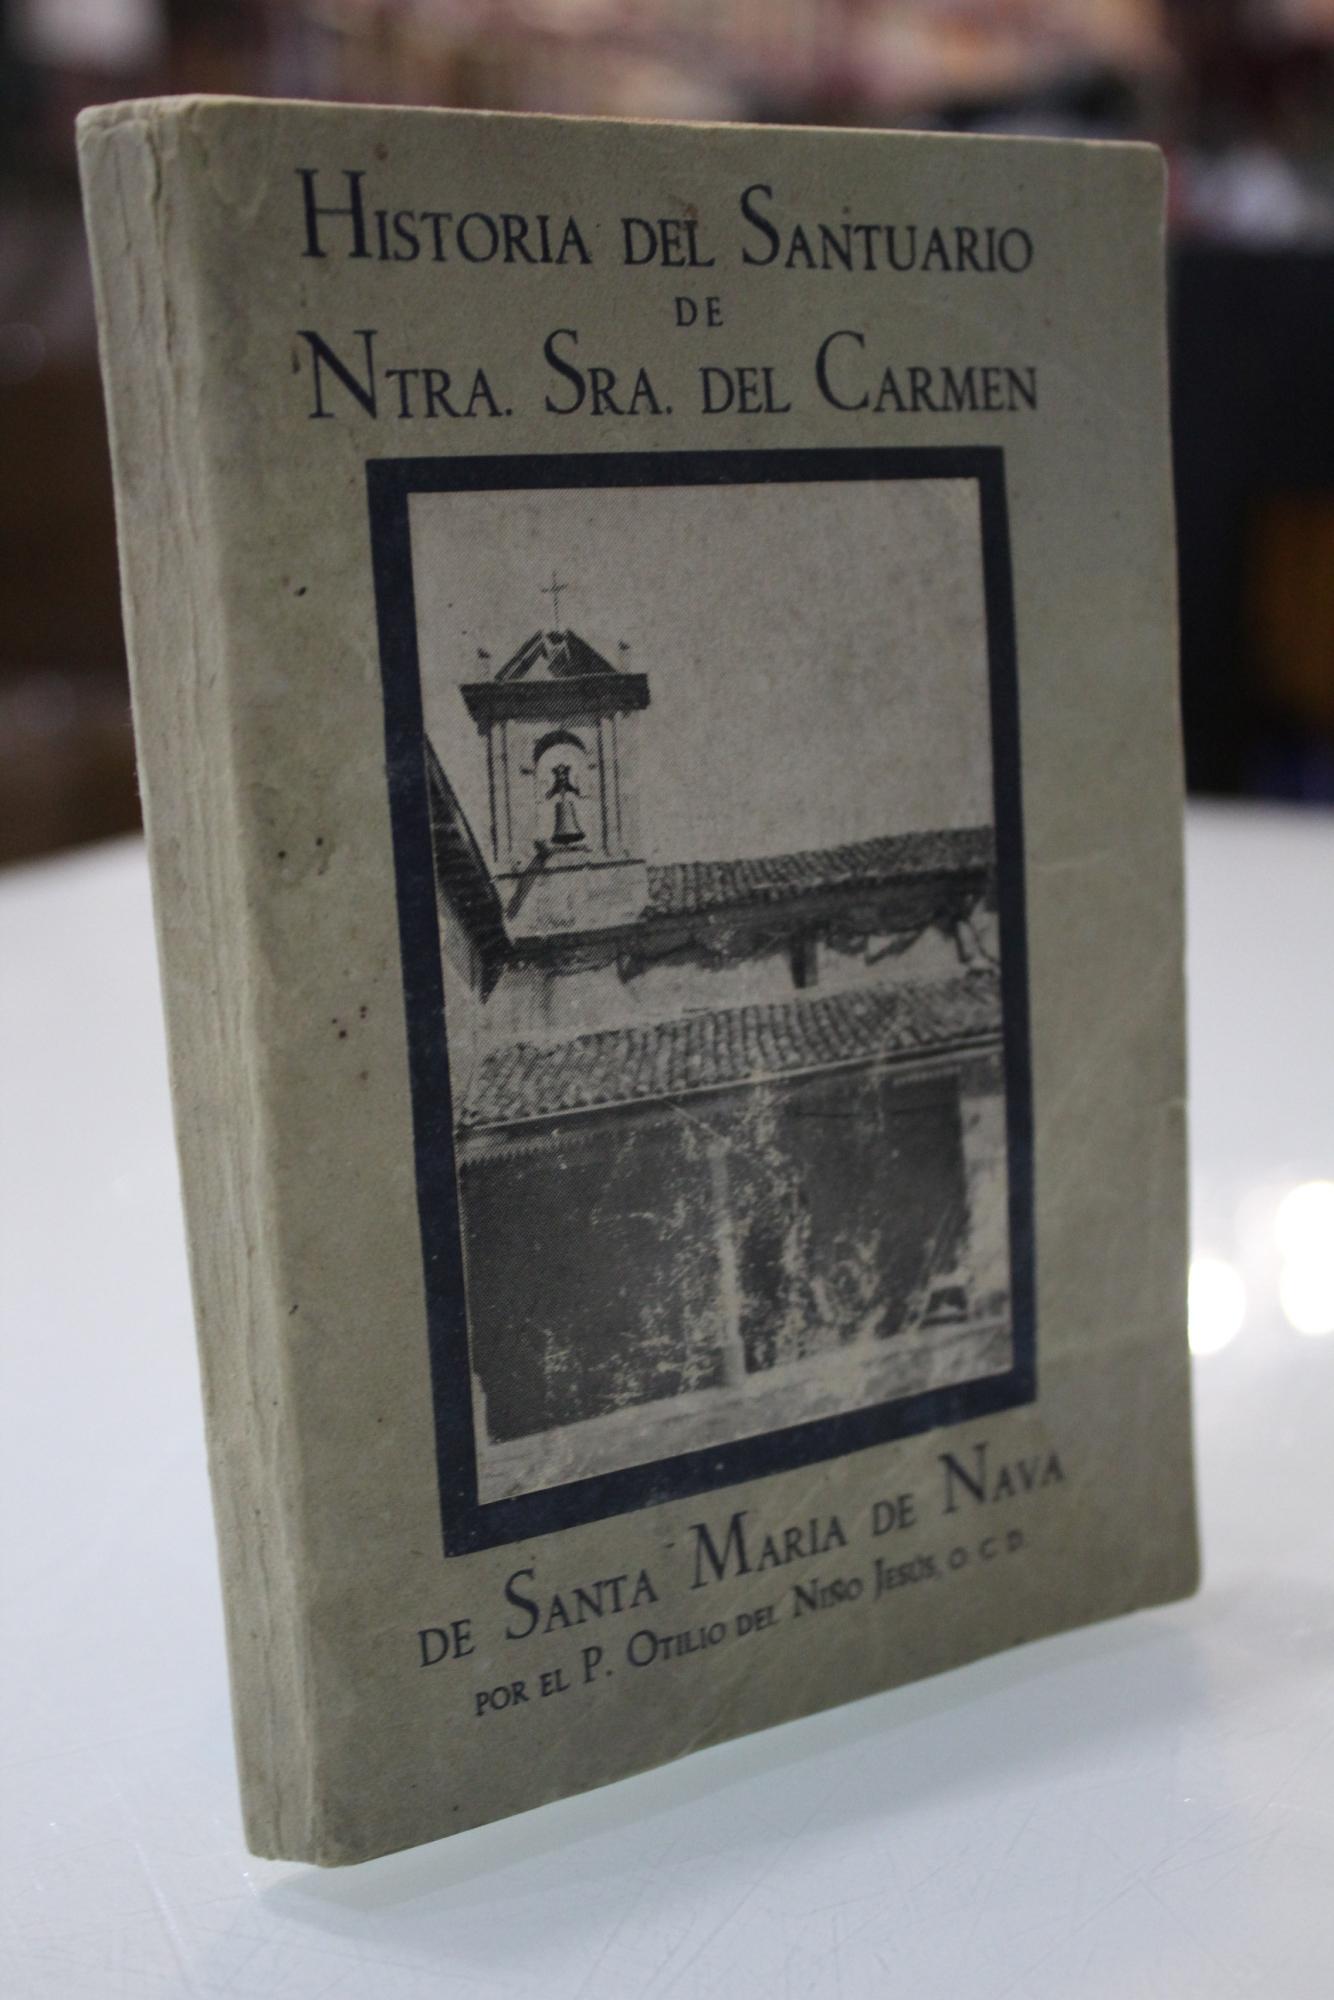 HISTORIA DEL SANTUARIO
DE
NTRA. SRA. DEL CARMEN
DE SANTA MARIA DE NAVA
POR EL P. OTILIO DEL NIÑO JESÚS, O. C. D.